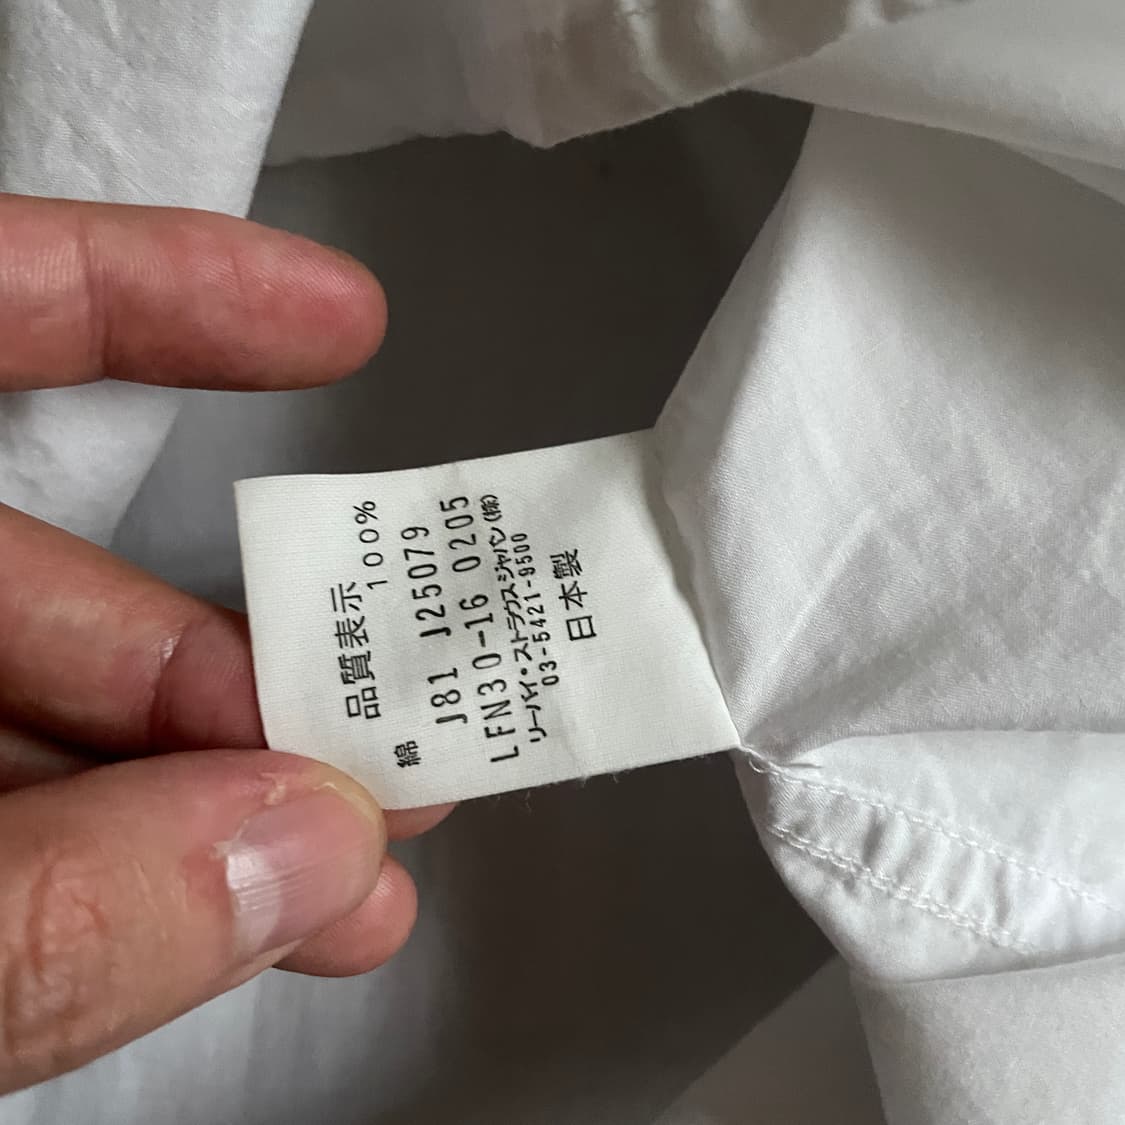 品質表示
綿 100%
J81 J25079
LFN30-16 0205
リーバイ・ストラウスジャパン(株)
03-5421-9500
日本製